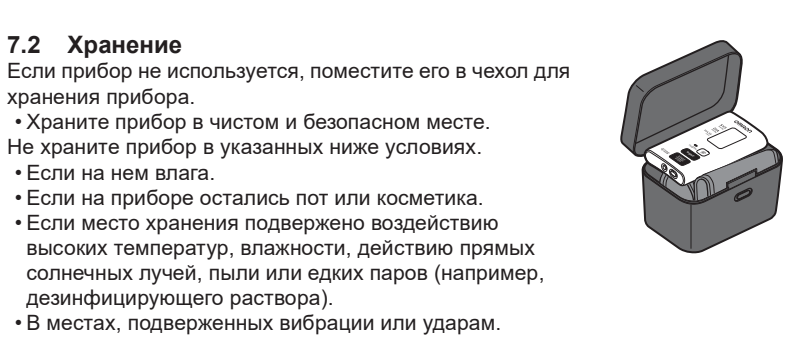 7.2 Хранение
Если прибор не используется, поместите его в чехол для
хранения прибора.
• Храните прибор в чистом и безопасном месте.
Не храните прибор в указанных ниже условиях.
• Если на нем влага.
• Если на приборе остались пот или косметика.
• Если место хранения подвержено воздействию
высоких температур, влажности, действию прямых
солнечных лучей, пыли или едких паров (например,
дезинфицирующего раствора).
• В местах, подверженных вибрации или ударам.
OMRON